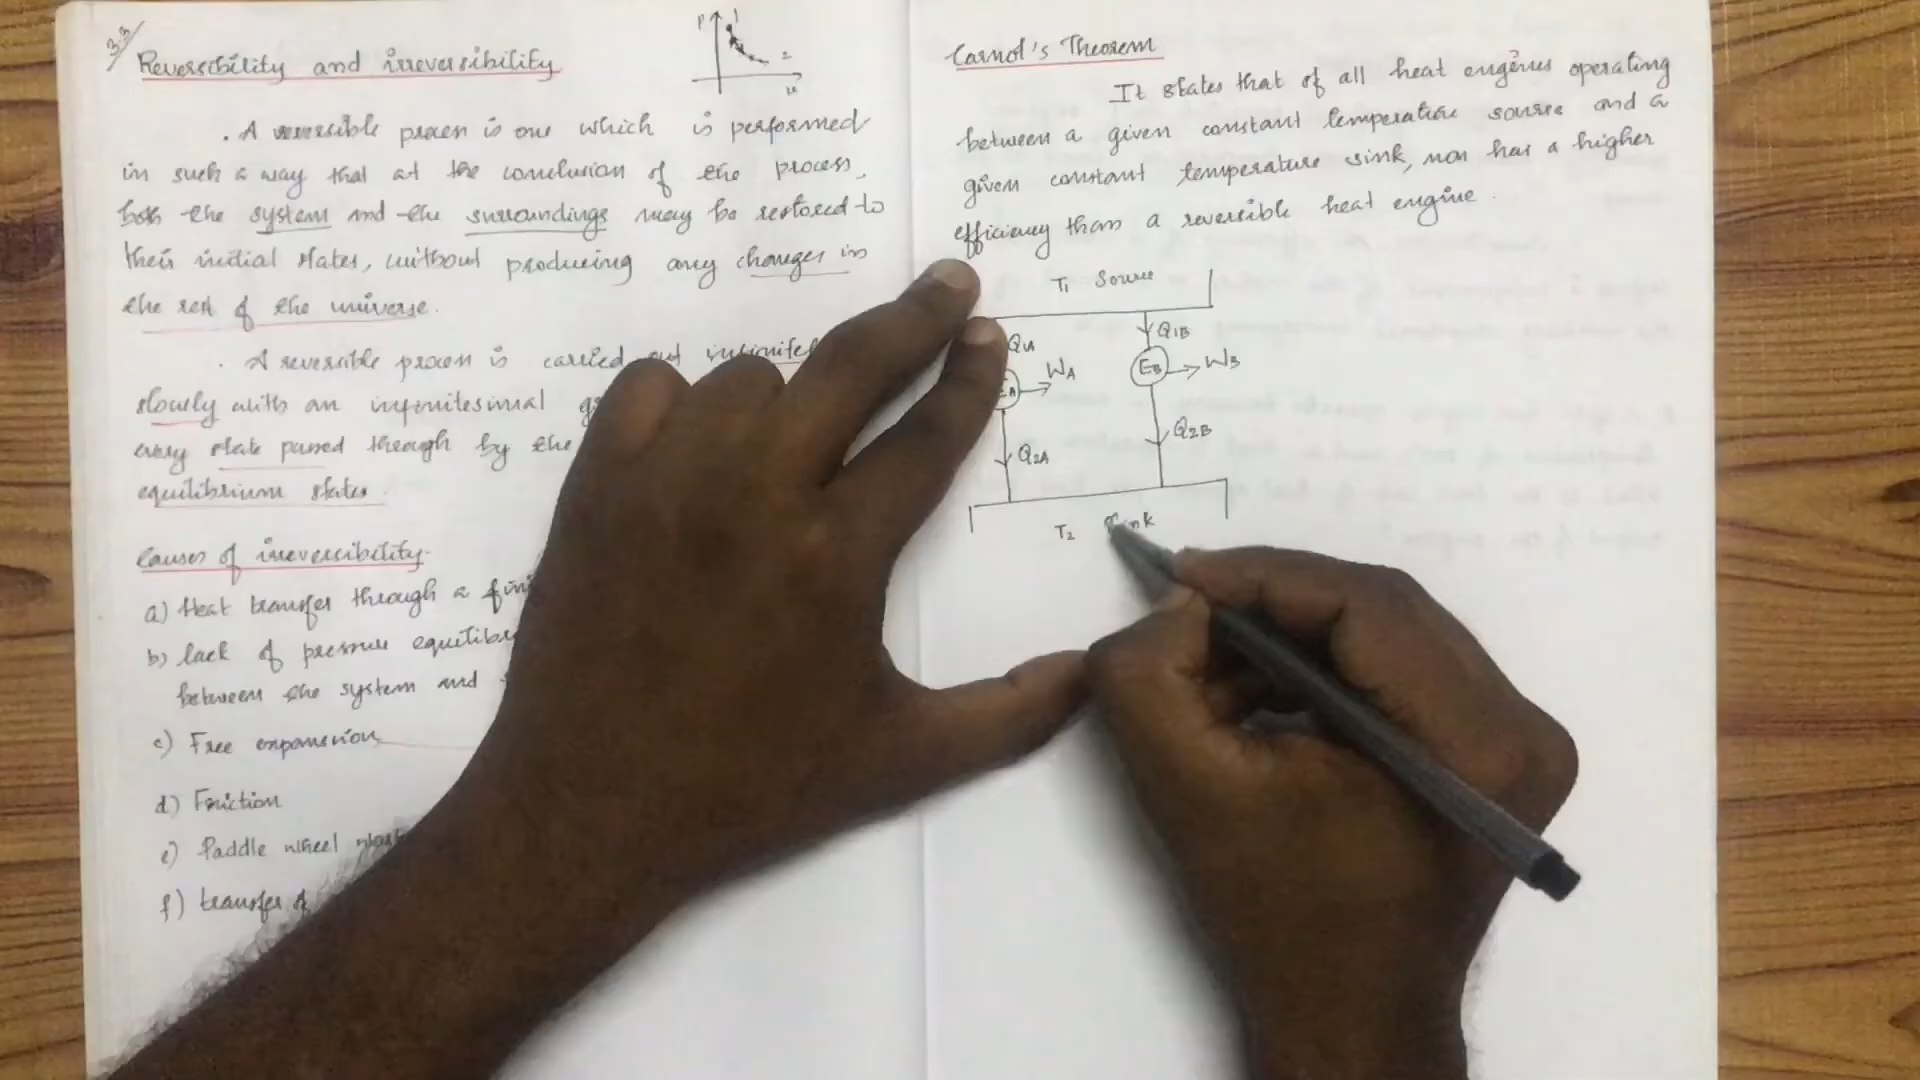 33
Reversibility and irreversibility
P
1
2
A reversible process is one which is performed
in such a way that at the conclusion of the process,
both the system and the surroundings may be restored to
their initial states, without producing any changes in
the rest of the universe.
A reversible process is carried out
slowly with an infinitesimal
every state passed through by the
equilibrium states.
Causes of irreversibility-
a) Heat transfer through a
b) lack of pressure
between the system and
c) Free expansion
d) Friction
e) Paddle wheel
f) transfer of
Carnot's Theorem
It states that of all heat engines operating
between a given constant temperature source and a
given constant temperature sink, non has a higher
efficiency than a reversible heat engine.
T1 Source
Q1B
WA
EB
WB
Q2A
Q2B
T2 Sink